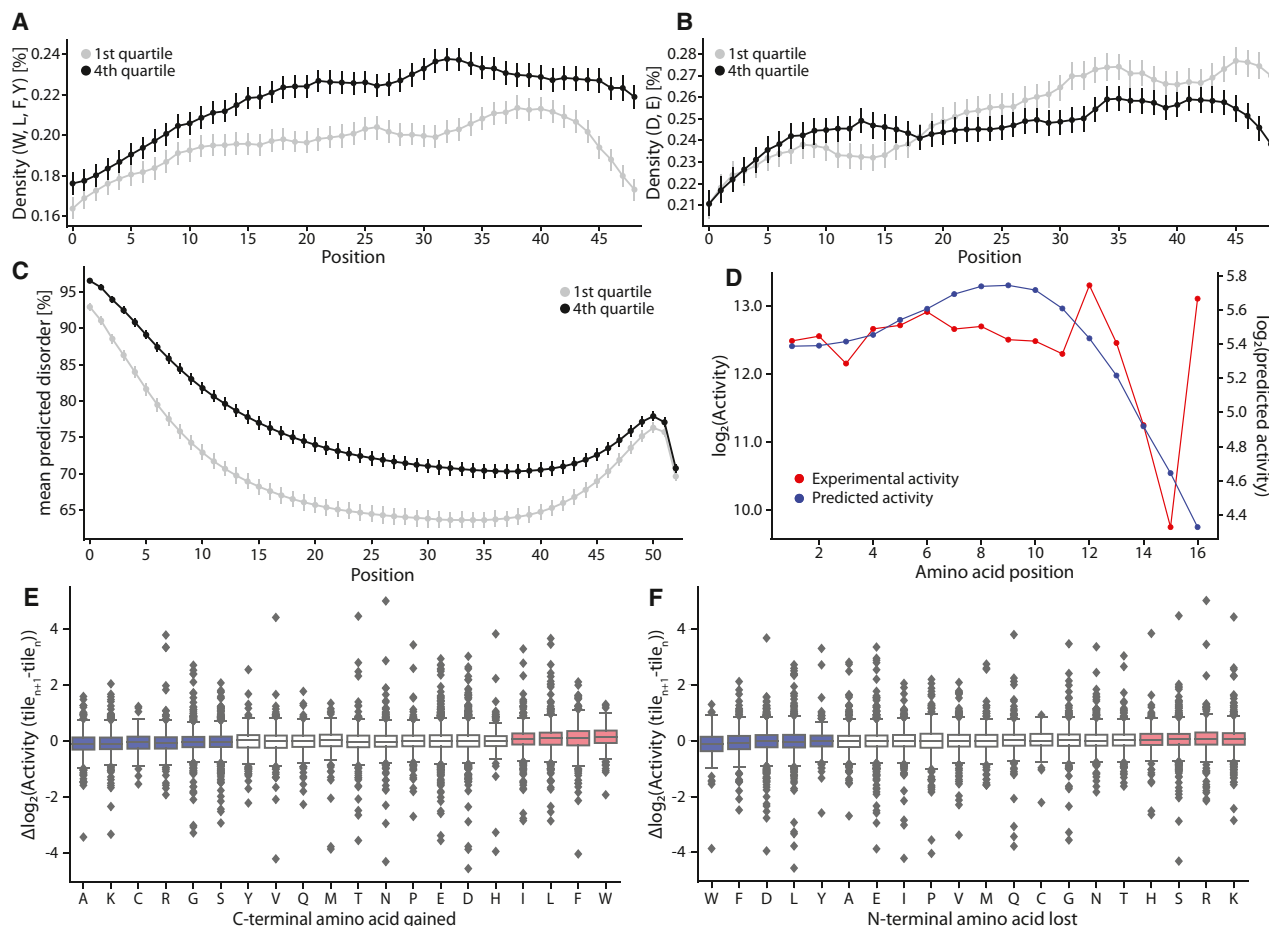 A
1st quartile
4th quartile
Density (W, L, F, Y) [%]
0.24
0.22
0.20
0.18
0.16
0 5 10 15 20 25 30 35 40 45
Position
B
1st quartile
4th quartile
Density (D, E) [%]
0.28
0.27
0.26
0.25
0.24
0.23
0.22
0.21
0 5 10 15 20 25 30 35 40 45
Position
C
1st quartile
4th quartile
mean predicted disorder [%]
95
90
85
80
75
70
65
0 5 10 15 20 25 30 35 40 45 50
Position
D
log₂(Activity)
13.0
12.0
11.0
10.0
Experimental activity
Predicted activity
5.8
5.6
5.4
5.2
5.0
4.8
4.6
4.4
log₂(predicted activity)
2 4 6 8 10 12 14 16
Amino acid position
E
Δlog₂(Activity (tileₙ₊₁-tileₙ))
4
2
0
-2
-4
A K C R G S Y V Q M T N P E D H I L F W
C-terminal amino acid gained
F
Δlog₂(Activity (tileₙ₊₁-tileₙ))
4
2
0
-2
-4
W F D L Y A E I P V M Q C G N T H S R K
N-terminal amino acid lost